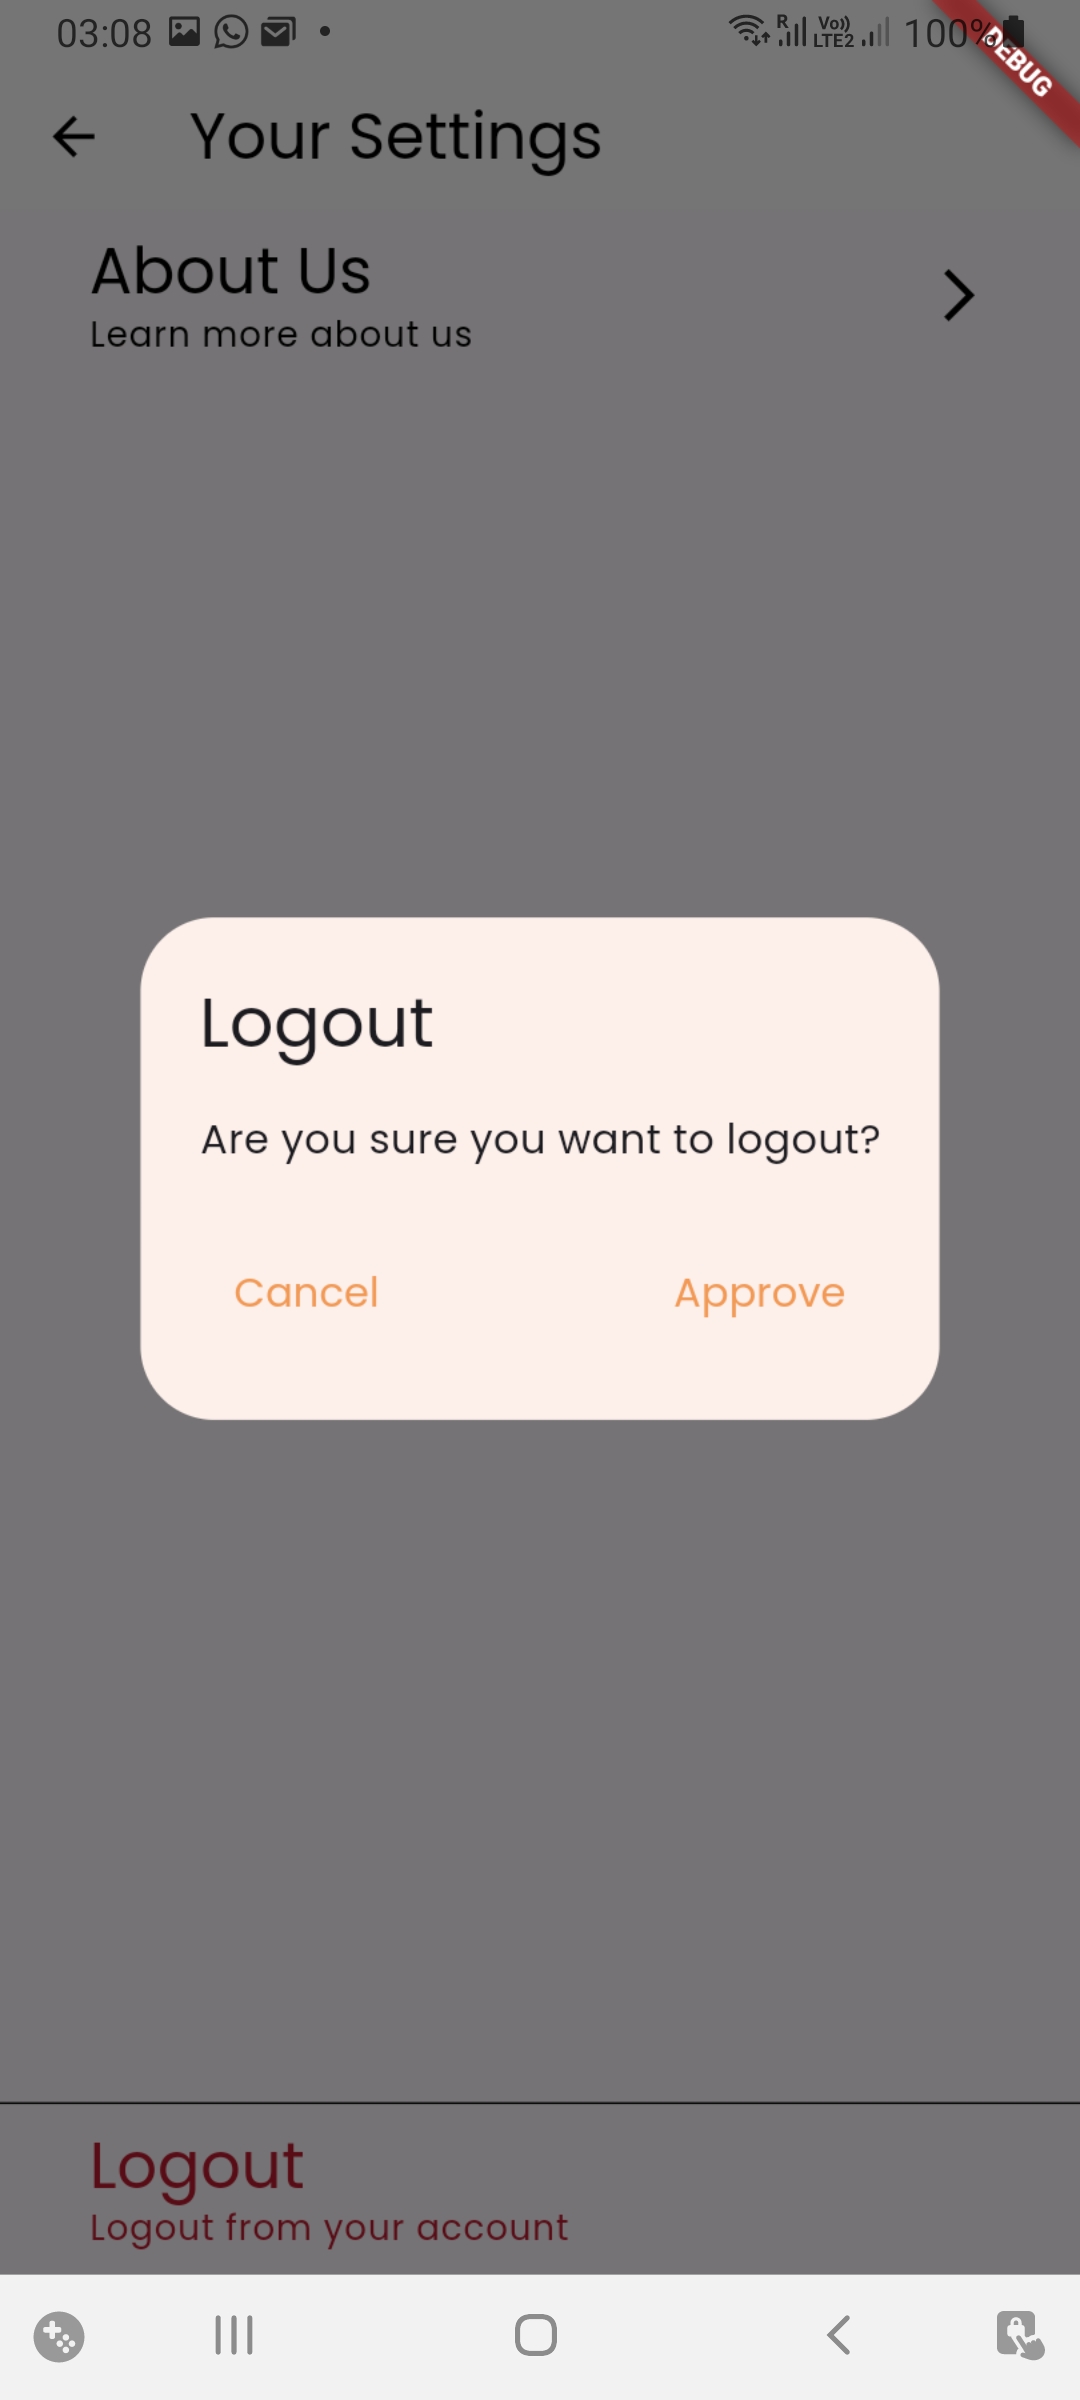 03:08 R Vo)) LTE2 100%
DEBUG
Your Settings
About Us
Learn more about us
Logout
Are you sure you want to logout?
Cancel Approve
Logout
Logout from your account